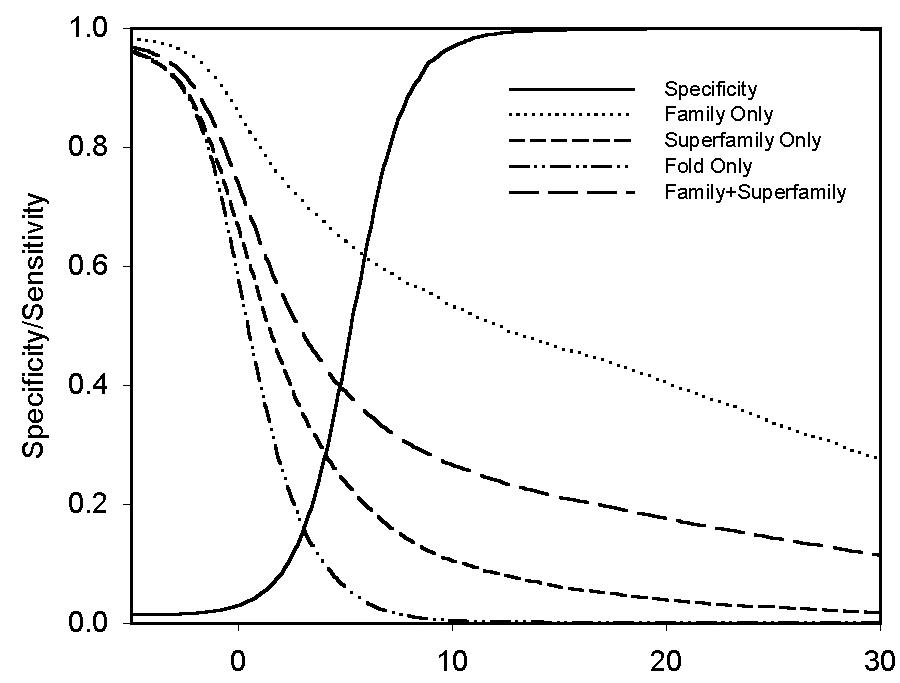 1.0
0.8
0.6
0.4
0.2
0.0
Specificity/Sensitivity
Specificity
Family Only
Superfamily Only
Fold Only
Family+Superfamily
0
10
20
30